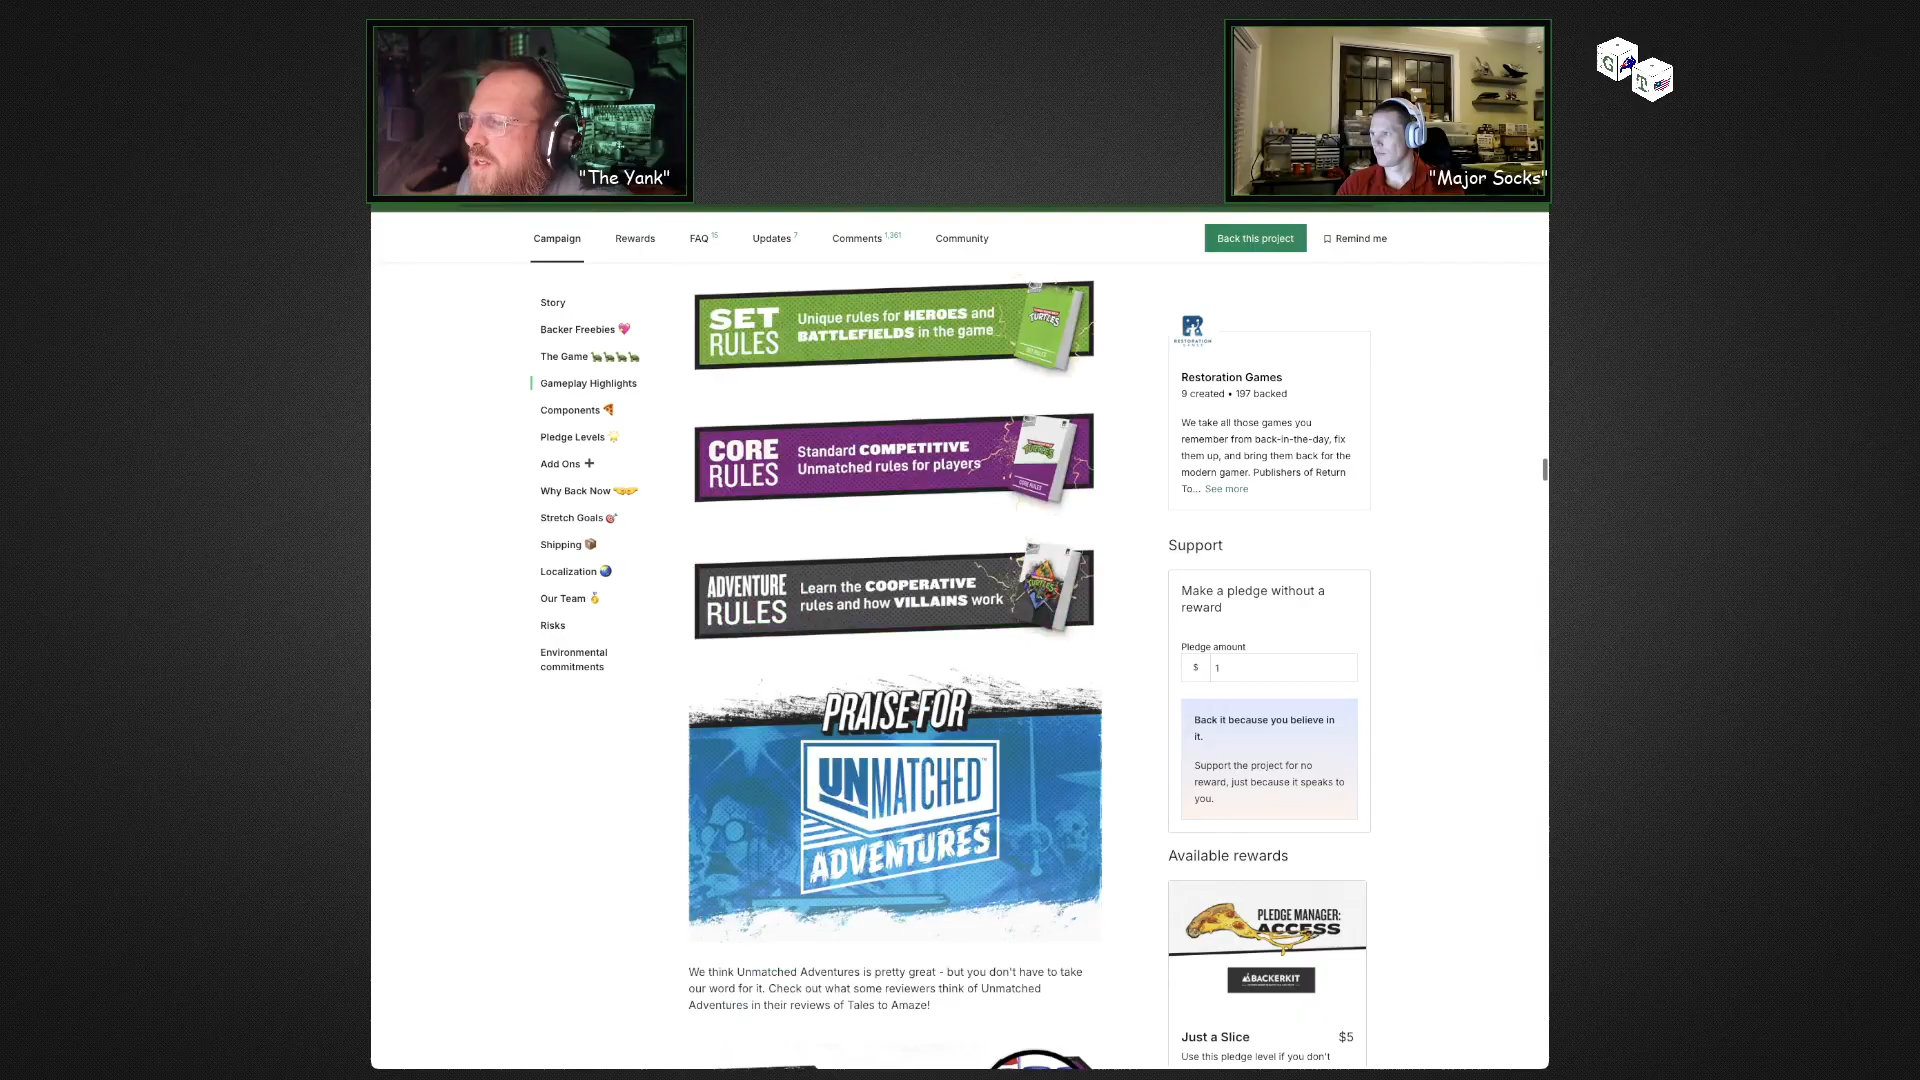 "The Yank"
"Major Socks"
G
T
Campaign
Rewards
FAQ 15
Updates 7
Comments 1,361
Community
Back this project
Remind me
Story
Backer Freebies
The Game
Gameplay Highlights
Components
Pledge Levels
Add Ons
Why Back Now
Stretch Goals
Shipping
Localization
Our Team
Risks
Environmental
commitments
SET
RULES
Unique rules for HEROES and
BATTLEFIELDS in the game
TURTLES
CORE
RULES
Standard COMPETITIVE
Unmatched rules for players
CORE RULES
ADVENTURE
RULES
Learn the COOPERATIVE
rules and how VILLAINS work
TURTLES
PRAISE FOR
UNMATCHED
ADVENTURES
We think Unmatched Adventures is pretty great - but you don't have to take
our word for it. Check out what some reviewers think of Unmatched
Adventures in their reviews of Tales to Amaze!
RESTORATION
GAMES
Restoration Games
9 created • 197 backed
We take all those games you
remember from back-in-the-day, fix
them up, and bring them back for the
modern gamer. Publishers of Return
To... See more
Support
Make a pledge without a
reward
Pledge amount
$ 1
Back it because you believe in
it.
Support the project for no
reward, just because it speaks to
you.
Available rewards
PLEDGE MANAGER:
ACCESS
BACKERKIT
Just a Slice $5
Use this pledge level if you don't